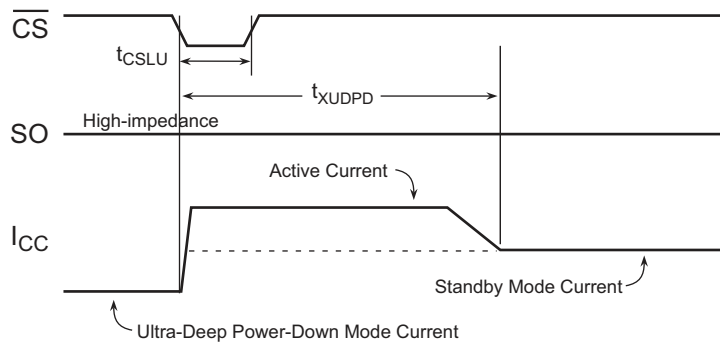 CS
tCSLU
tXUDPD
High-impedance
SO
Active Current
ICC
Standby Mode Current
Ultra-Deep Power-Down Mode Current